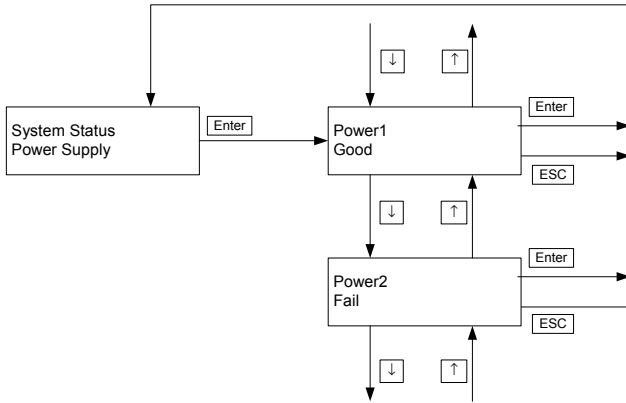 ↓
↑
System Status
Power Supply
Enter
Power1
Good
Enter
ESC
↓
↑
Power2
Fail
Enter
ESC
↓
↑